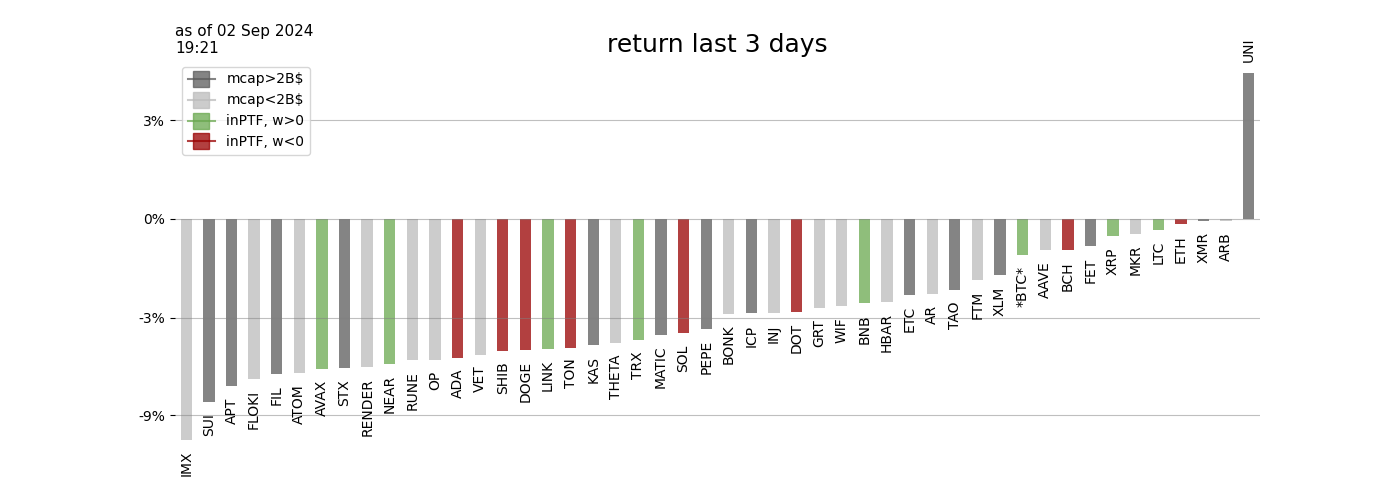 as of 02 Sep 2024
19:21
return last 3 days
mcap>2B$
mcap<2B$
inPTF, w>0
inPTF, w<0
3%
0%
-3%
-9%
IMX
SUI
APT
FLOKI
FIL
ATOM
AVAX
STX
RENDER
NEAR
RUNE
OP
ADA
VET
SHIB
DOGE
LINK
TON
KAS
THETA
TRX
MATIC
SOL
PEPE
BONK
ICP
INJ
DOT
GRT
WIF
BNB
HBAR
ETC
AR
TAO
FTM
XLM
*BTC*
AAVE
BCH
FET
XRP
MKR
LTC
ETH
XMR
ARB
UNI